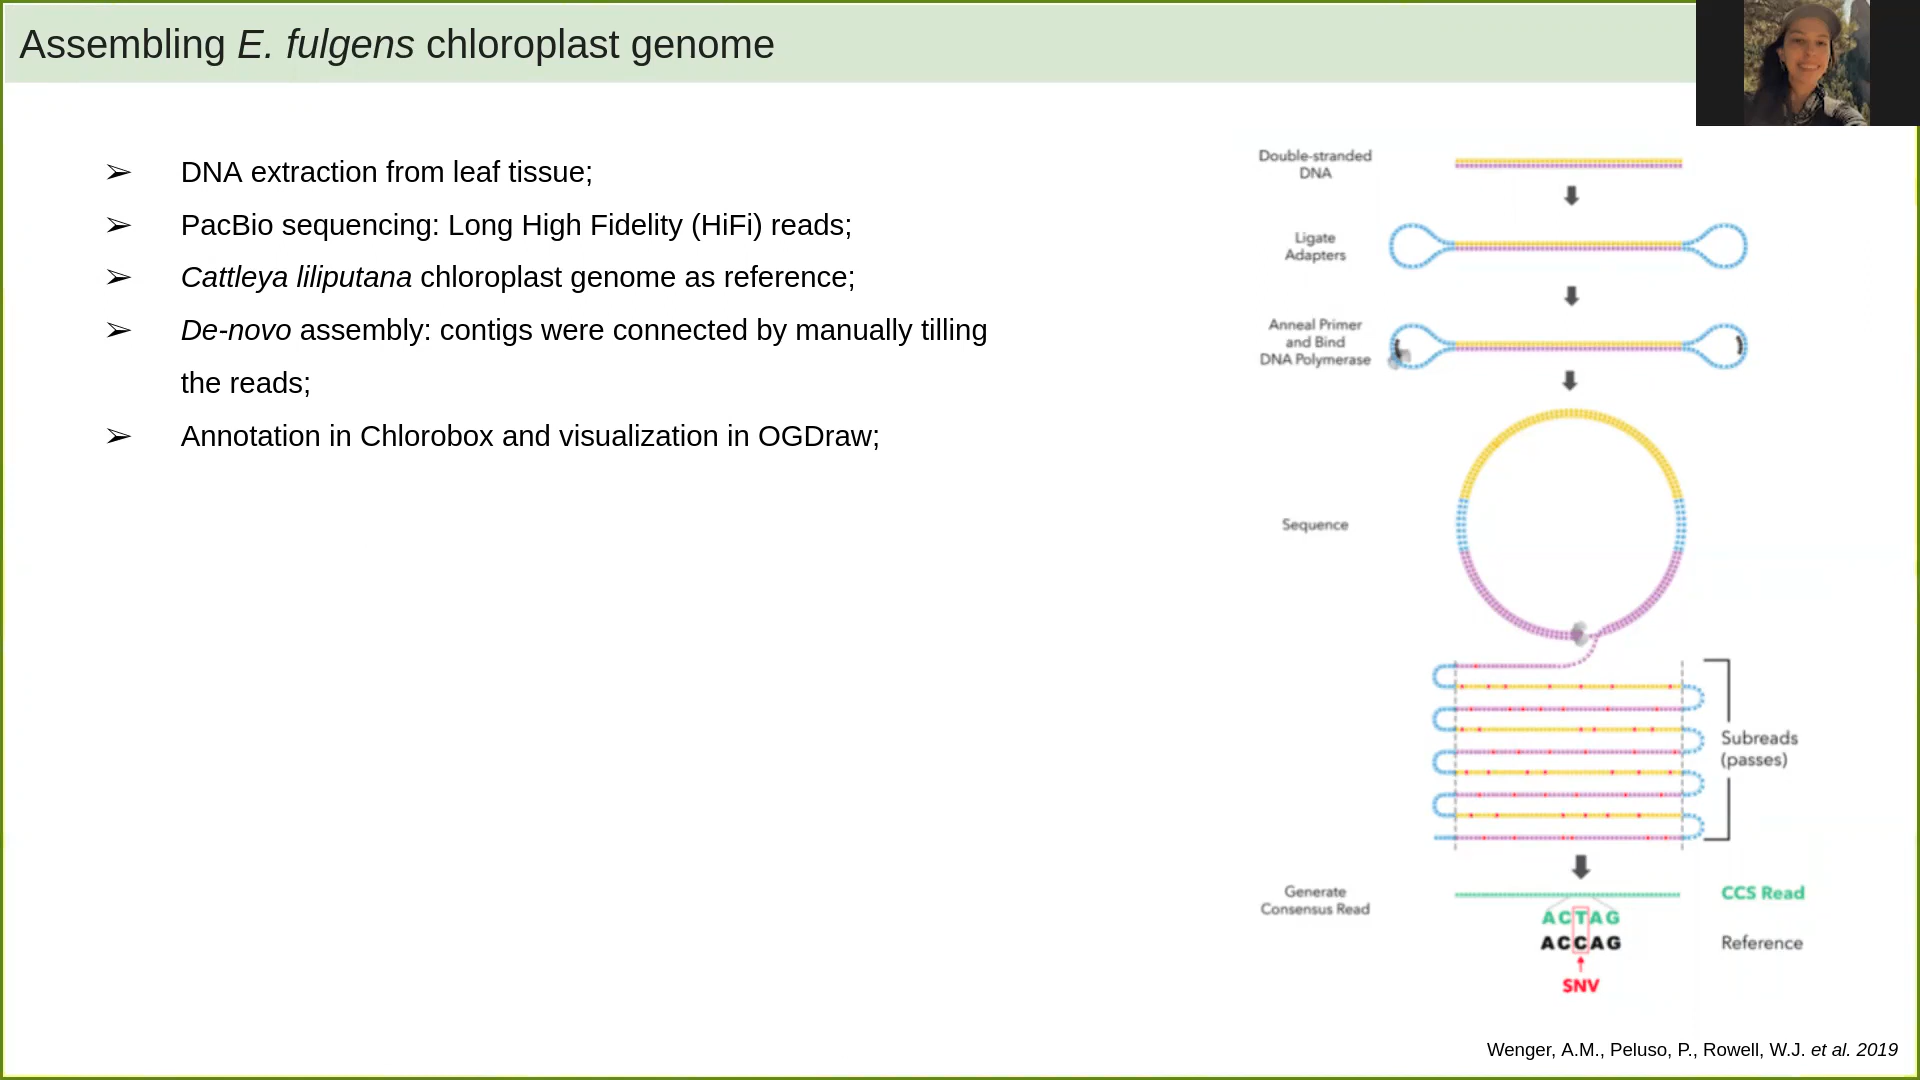 Assembling E. fulgens chloroplast genome
➢ DNA extraction from leaf tissue;
➢ PacBio sequencing: Long High Fidelity (HiFi) reads;
➢ Cattleya liliputana chloroplast genome as reference;
➢ De-novo assembly: contigs were connected by manually tilling
the reads;
➢ Annotation in Chlorobox and visualization in OGDraw;
Double-stranded
DNA
Ligate
Adapters
Anneal Primer
and Bind
DNA Polymerase
Sequence
Subreads
(passes)
Generate
Consensus Read
CCS Read
ACTAG
ACCAG
Reference
SNV
Wenger, A.M., Peluso, P., Rowell, W.J. et al. 2019